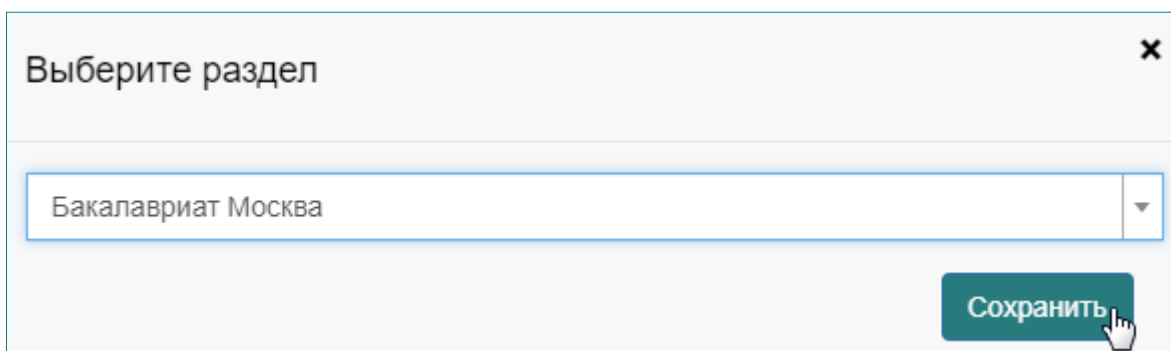 Выберите раздел
Бакалавриат Москва
Сохранить